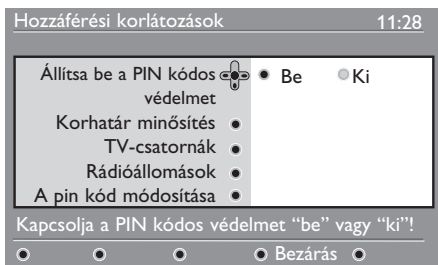 Hozzáférési korlátozások 11:28
Állítsa be a PIN kódos Be Ki
védelmet
Korhatár minősítés
TV-csatornák
Rádióállomások
A pin kód módosítása
Kapcsolja a PIN kódos védelmet “be” vagy “ki”!
Bezárás